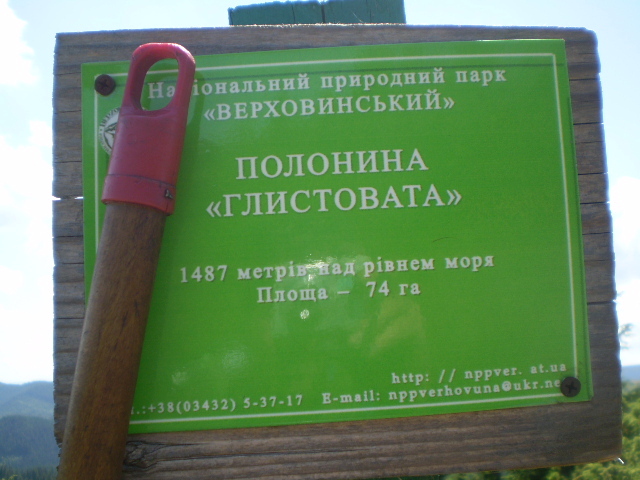 Національний природний парк
«ВЕРХОВИНСЬКИЙ»
ПОЛОНИНА
«ГЛИСТОВАТА»
1487 метрів над рівнем моря
Площа – 74 га
http: // nppver. at.ua
.:+38(03432) 5-37-17 E-mail: nppverhovuna@ukr.ne